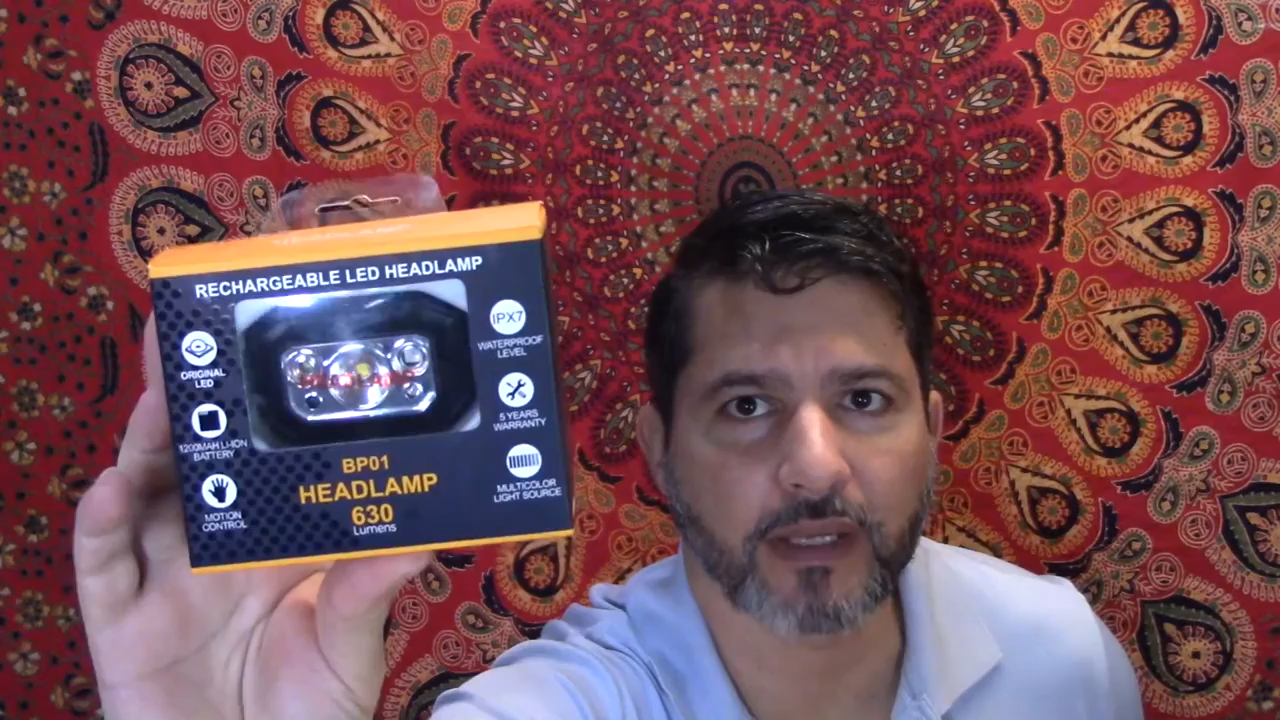 RECHARGEABLE LED HEADLAMP
ORIGINAL
LED
1200MAH LI-ION
BATTERY
MOTION
CONTROL
IPX7
WATERPROOF
LEVEL
5 YEARS
WARRANTY
MULTICOLOR
LIGHT SOURCE
BP01
HEADLAMP
630
Lumens